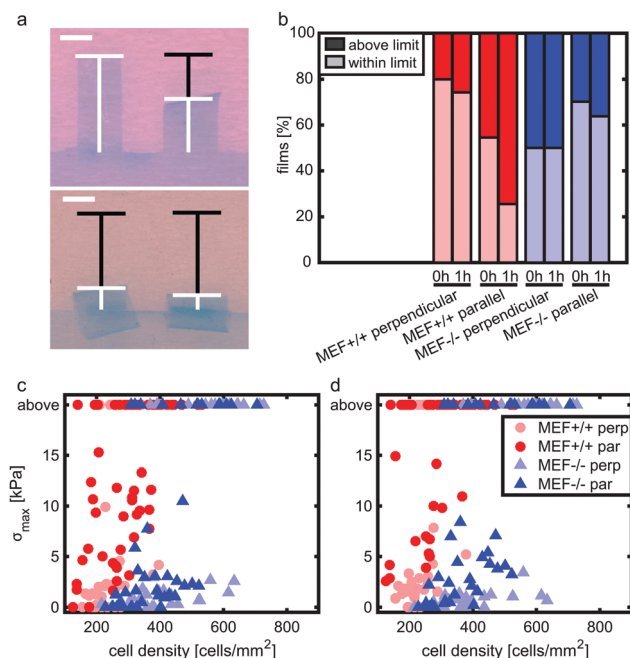 a
b
above limit
within limit
films [%]
100
80
60
40
20
0
0h 1h 0h 1h 0h 1h 0h 1h
MEF+/+ perpendicular
MEF+/+ parallel
MEF-/- perpendicular
MEF-/- parallel
c
d
above
above
MEF+/+ perp
MEF+/+ par
MEF-/- perp
MEF-/- par
σmax [kPa]
15
10
5
0
15
10
5
0
200 400 600 800
200 400 600 800
cell density [cells/mm²]
cell density [cells/mm²]